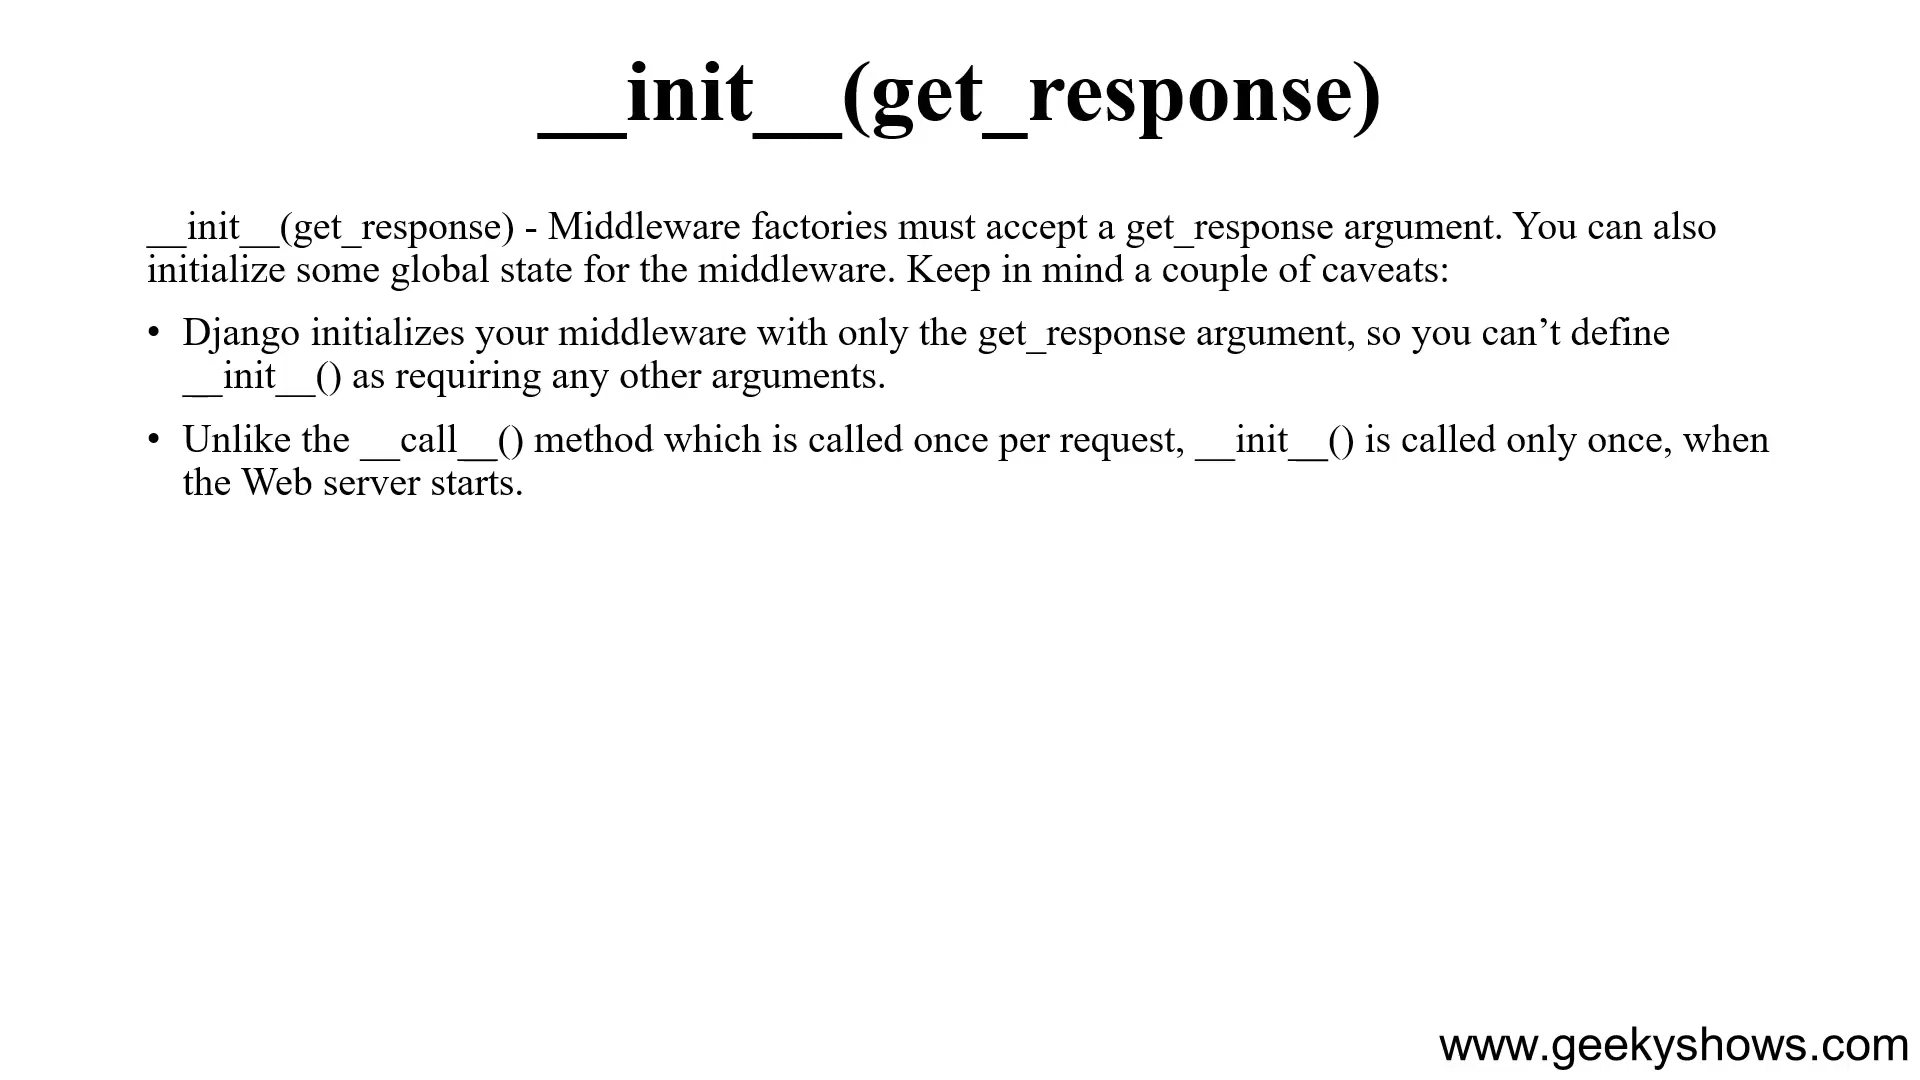 __init__(get_response)
__init__(get_response) - Middleware factories must accept a get_response argument. You can also
initialize some global state for the middleware. Keep in mind a couple of caveats:
• Django initializes your middleware with only the get_response argument, so you can’t define
__init__() as requiring any other arguments.
• Unlike the __call__() method which is called once per request, __init__() is called only once, when
the Web server starts.
www.geekyshows.com